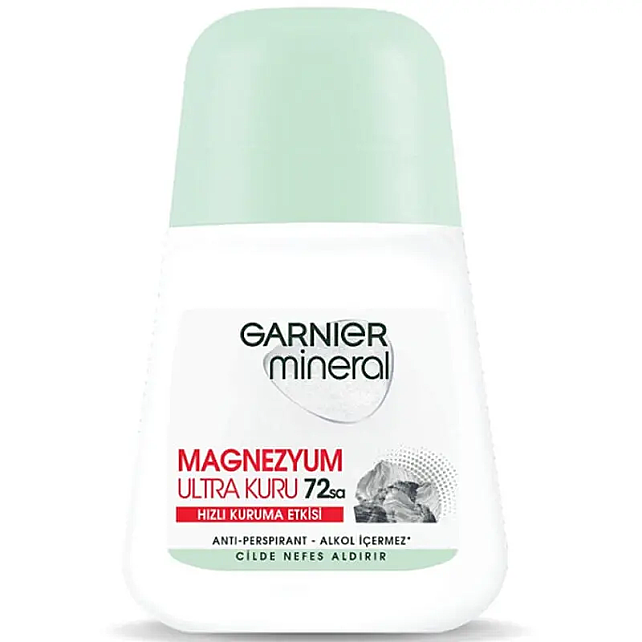 GARNIER
mineral
MAGNEZYUM
ULTRA KURU 72sa
HIZLI KURUMA ETKİSİ
ANTI-PERSPIRANT - ALKOL İÇERMEZ*
CİLDE NEFES ALDIRIR